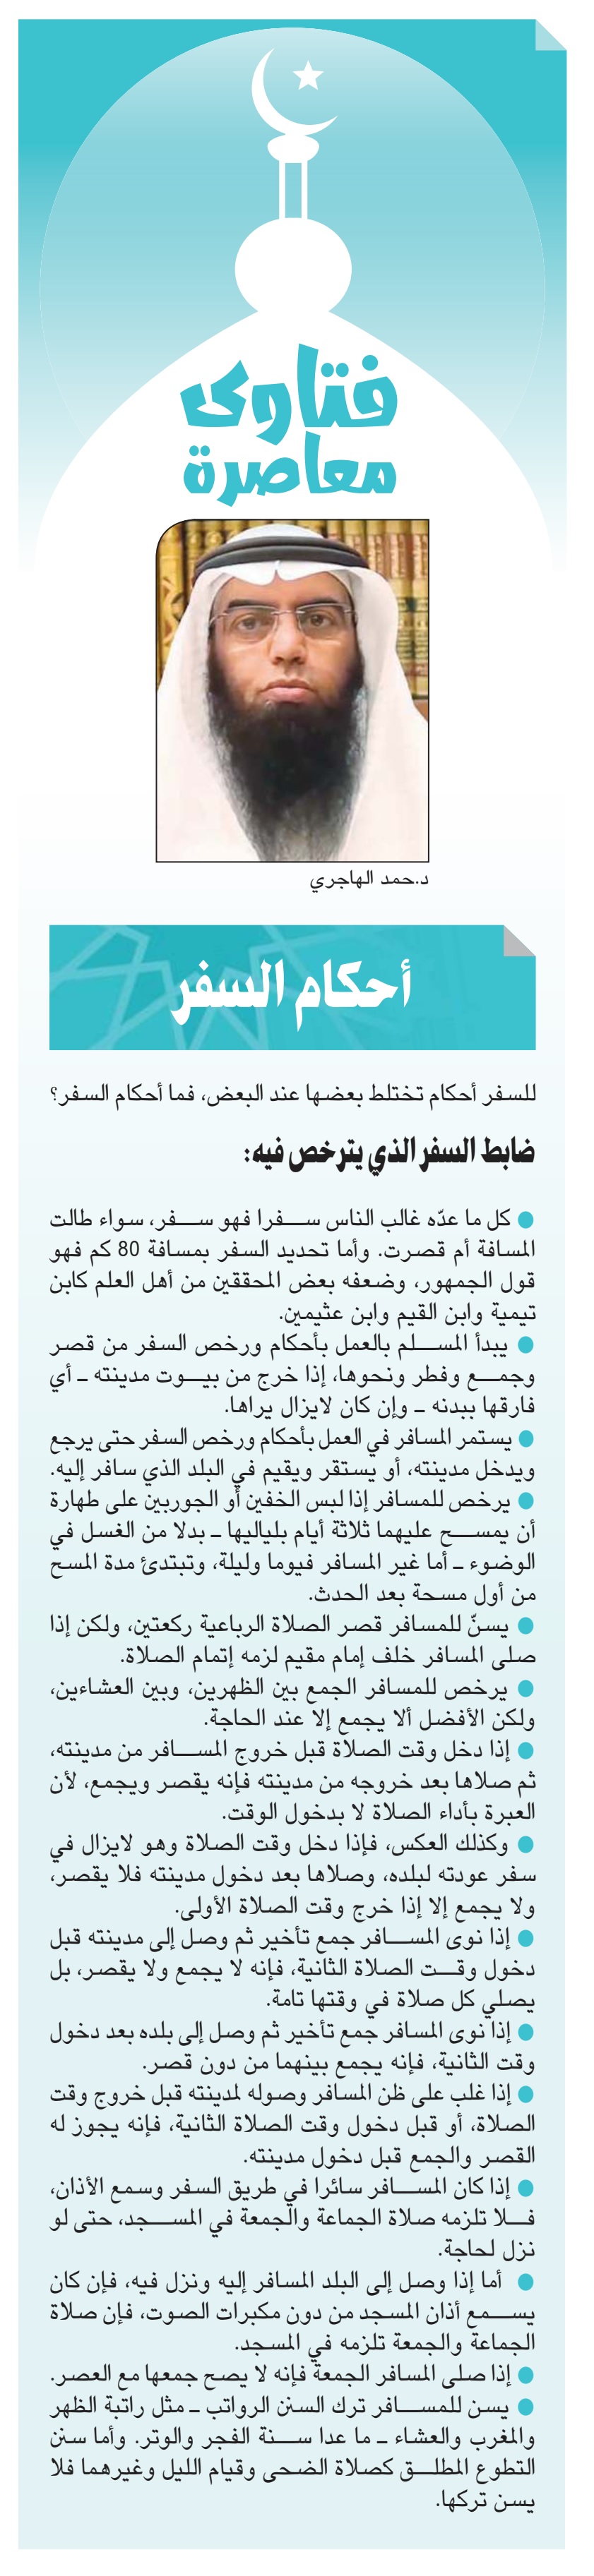 فتاوى
معاصرة
د.حمد الهاجري
أحكام السفر
للسفر أحكام تختلط بعضها عند البعض، فما أحكام السفر؟
ضابط السفر الذي يترخص فيه:
● كل ما عدّه غالب الناس سفرا فهو سفر، سواء طالت
المسافة أم قصرت. وأما تحديد السفر بمسافة 80 كم فهو
قول الجمهور، وضعفه بعض المحققين من أهل العلم كابن
تيمية وابن القيم وابن عثيمين.
● يبدأ المسلم بالعمل بأحكام ورخص السفر من قصر
وجمع وفطر ونحوها، إذا خرج من بيوت مدينته ـ أي
فارقها ببدنه ـ وإن كان لايزال يراها.
● يستمر المسافر في العمل بأحكام ورخص السفر حتى يرجع
ويدخل مدينته، أو يستقر ويقيم في البلد الذي سافر إليه.
● يرخص للمسافر إذا لبس الخفين أو الجوربين على طهارة
أن يمسح عليهما ثلاثة أيام بلياليها ـ بدلا من الغسل في
الوضوء ـ أما غير المسافر فيوما وليلة، وتبتدئ مدة المسح
من أول مسحة بعد الحدث.
● يسنّ للمسافر قصر الصلاة الرباعية ركعتين، ولكن إذا
صلى المسافر خلف إمام مقيم لزمه إتمام الصلاة.
● يرخص للمسافر الجمع بين الظهرين، وبين العشاءين،
ولكن الأفضل ألا يجمع إلا عند الحاجة.
● إذا دخل وقت الصلاة قبل خروج المسافر من مدينته،
ثم صلاها بعد خروجه من مدينته فإنه يقصر ويجمع، لأن
العبرة بأداء الصلاة لا بدخول الوقت.
● وكذلك العكس، فإذا دخل وقت الصلاة وهو لايزال في
سفر عودته لبلده، وصلاها بعد دخول مدينته فلا يقصر،
ولا يجمع إلا إذا خرج وقت الصلاة الأولى.
● إذا نوى المسافر جمع تأخير ثم وصل إلى مدينته قبل
دخول وقت الصلاة الثانية، فإنه لا يجمع ولا يقصر، بل
يصلي كل صلاة في وقتها تامة.
● إذا نوى المسافر جمع تأخير ثم وصل إلى بلده بعد دخول
وقت الثانية، فإنه يجمع بينهما من دون قصر.
● إذا غلب على ظن المسافر وصوله لمدينته قبل خروج وقت
الصلاة، أو قبل دخول وقت الصلاة الثانية، فإنه يجوز له
القصر والجمع قبل دخول مدينته.
● إذا كان المسافر سائرا في طريق السفر وسمع الأذان،
فلا تلزمه صلاة الجماعة والجمعة في المسجد، حتى لو
نزل لحاجة.
● أما إذا وصل إلى البلد المسافر إليه ونزل فيه، فإن كان
يسمع أذان المسجد من دون مكبرات الصوت، فإن صلاة
الجماعة والجمعة تلزمه في المسجد.
● إذا صلى المسافر الجمعة فإنه لا يصح جمعها مع العصر.
● يسن للمسافر ترك السنن الرواتب ـ مثل راتبة الظهر
والمغرب والعشاء ـ ما عدا سنة الفجر والوتر. وأما سنن
التطوع المطلق كصلاة الضحى وقيام الليل وغيرهما فلا
يسن تركها.